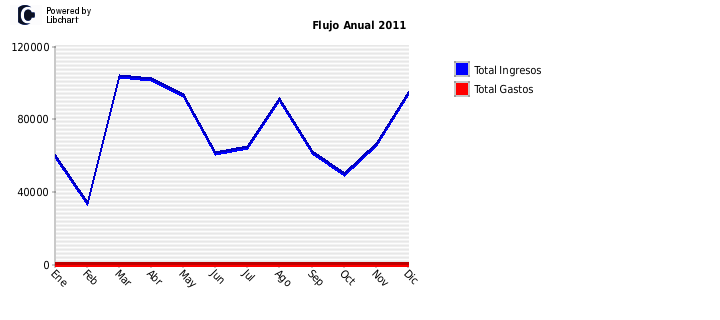 Powered by
Libchart
Flujo Anual 2011
120000
80000
40000
0
Ene
Feb
Mar
Abr
May
Jun
Jul
Ago
Sep
Oct
Nov
Dic
Total Ingresos
Total Gastos